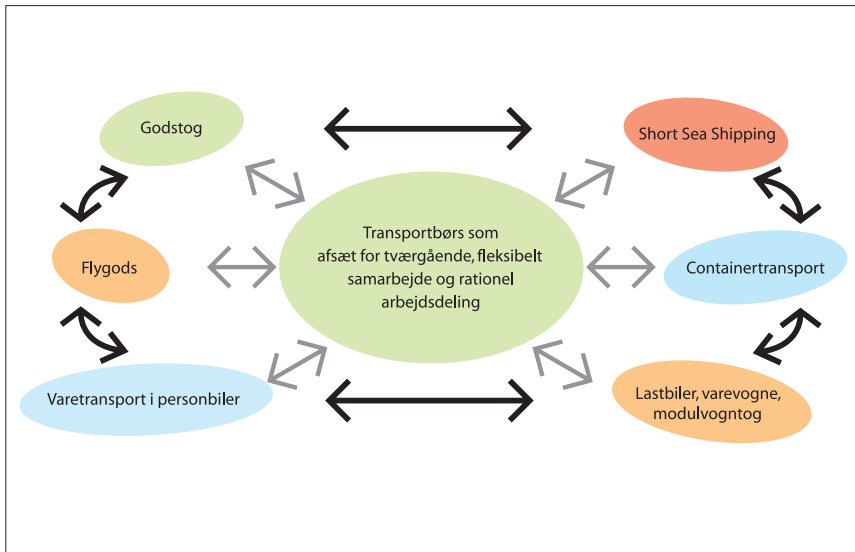 Godstog
Short Sea Shipping
Transportbørs som
afsæt for tværgående, fleksibelt
samarbejde og rationel
arbejdsdeling
Flygods
Containertransport
Varetransport i personbiler
Lastbiler, varevogne,
modulvogntog